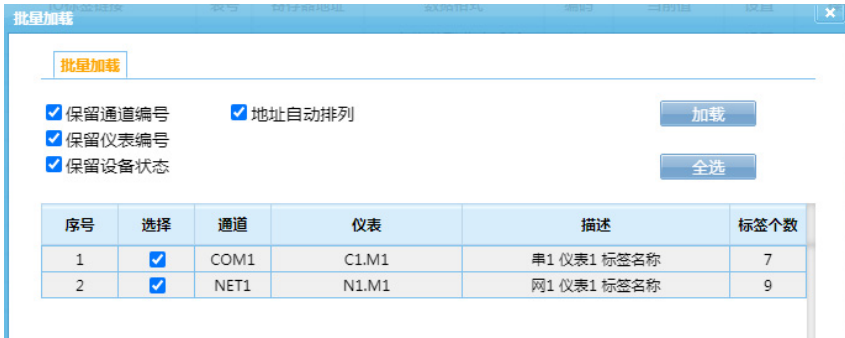 批量加载
批量加载
保留通道编号 地址自动排列 加载
保留仪表编号
保留设备状态 全选
序号 选择 通道 仪表 描述 标签个数
1 COM1 C1.M1 串1 仪表1 标签名称 7
2 NET1 N1.M1 网1 仪表1 标签名称 9